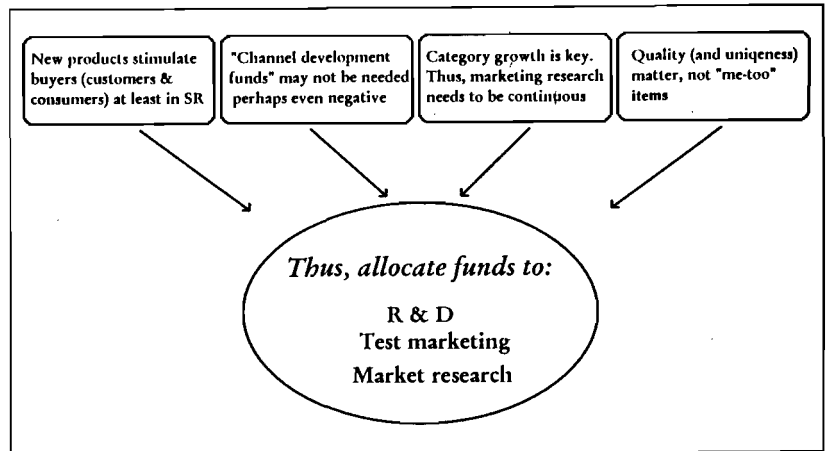 New products stimulate
buyers (customers &
consumers) at least in SR
"Channel development
funds" may not be needed
perhaps even negative
Category growth is key.
Thus, marketing research
needs to be continuous
Quality (and uniqeness)
matter, not "me-too"
items
Thus, allocate funds to:
R & D
Test marketing
Market research